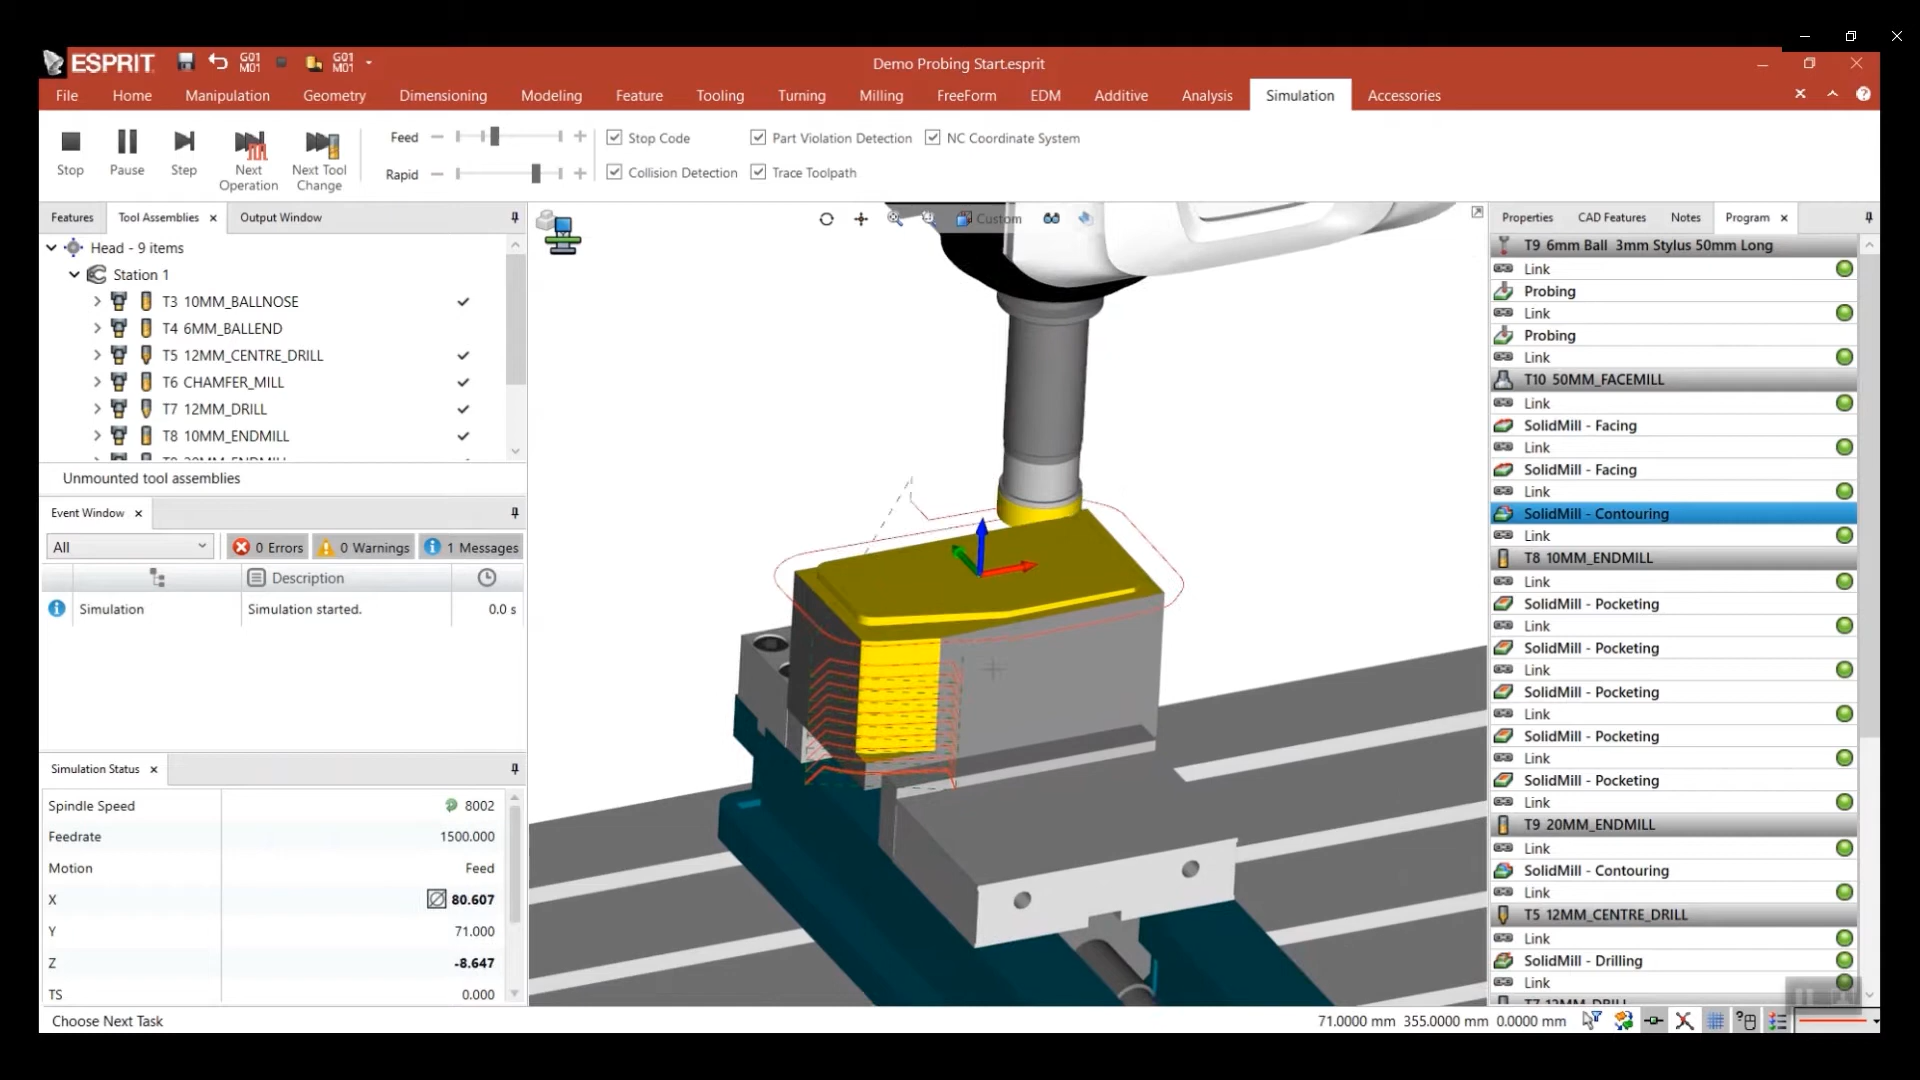 ESPRIT
G01 M01
G01 M01
Demo Probing Start.esprit
File Home Manipulation Geometry Dimensioning Modeling Feature Tooling Turning Milling FreeForm EDM Additive Analysis Simulation Accessories
Stop Pause Step Next Operation Next Tool Change
Feed
Rapid
Stop Code Part Violation Detection NC Coordinate System
Collision Detection Trace Toolpath
Features Tool Assemblies Output Window
Head - 9 items
Station 1
T3 10MM_BALLNOSE
T4 6MM_BALLEND
T5 12MM_CENTRE_DRILL
T6 CHAMFER_MILL
T7 12MM_DRILL
T8 10MM_ENDMILL
Unmounted tool assemblies
Event Window
All 0 Errors 0 Warnings 1 Messages
Description
Simulation Simulation started. 0.0 s
Simulation Status
Spindle Speed 8002
Feedrate 1500.000
Motion Feed
X 80.607
Y 71.000
Z -8.647
TS 0.000
Choose Next Task
Custom
Properties CAD Features Notes Program
T9 6mm Ball 3mm Stylus 50mm Long
Link
Probing
Link
Probing
Link
T10 50MM_FACEMILL
Link
SolidMill - Facing
Link
SolidMill - Facing
Link
SolidMill - Contouring
Link
T8 10MM_ENDMILL
Link
SolidMill - Pocketing
Link
SolidMill - Pocketing
Link
SolidMill - Pocketing
Link
SolidMill - Pocketing
Link
SolidMill - Pocketing
Link
T9 20MM_ENDMILL
Link
SolidMill - Contouring
Link
T5 12MM_CENTRE_DRILL
Link
SolidMill - Drilling
Link
T7 12MM_DRILL
71.0000 mm 355.0000 mm 0.0000 mm